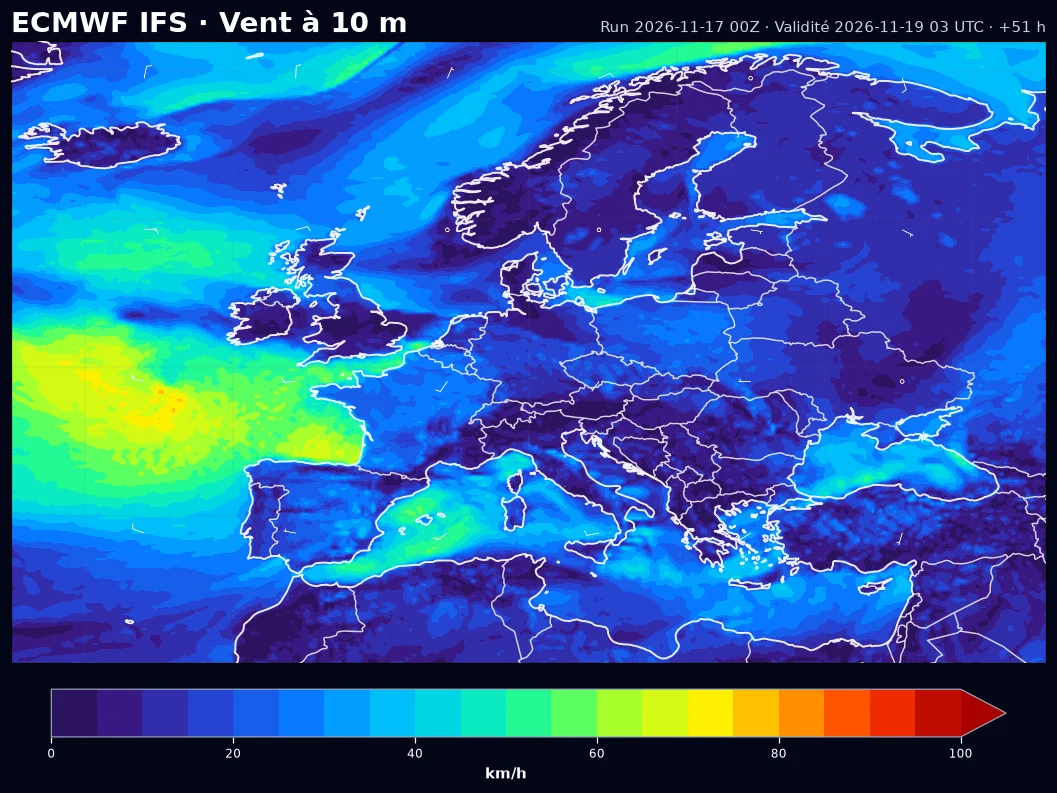 ECMWF IFS · Vent à 10 m
Run 2026-11-17 00Z · Validité 2026-11-19 03 UTC · +51 h
0 20 40 60 80 100
km/h